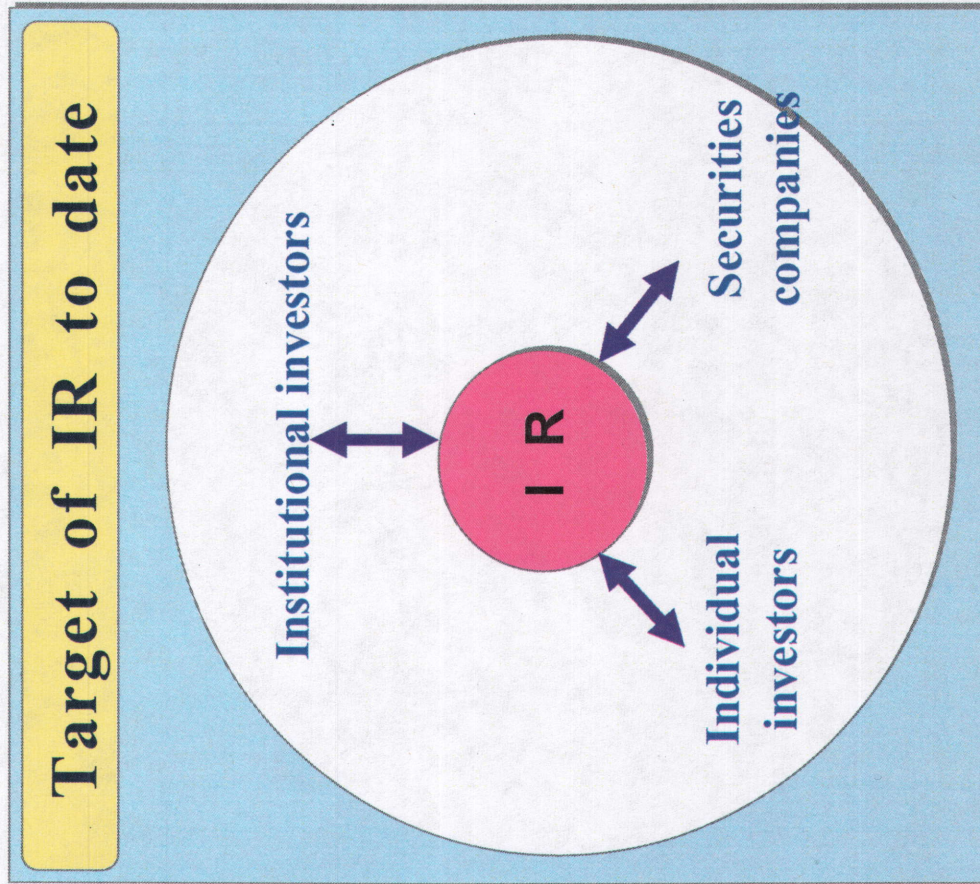 Target of IR to date
Institutional investors
I R
Individual
investors
Securities
companies